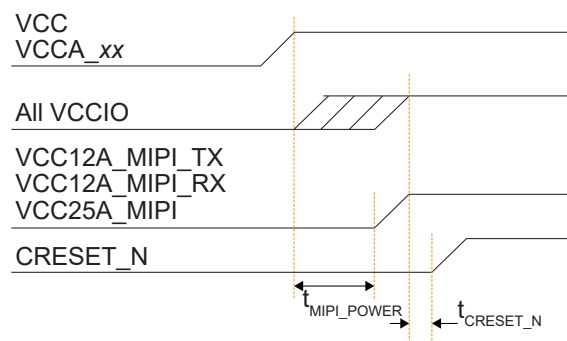 VCC
VCCA_xx
All VCCIO
VCC12A_MIPI_TX
VCC12A_MIPI_RX
VCC25A_MIPI
CRESET_N
tMIPI_POWER
tCRESET_N